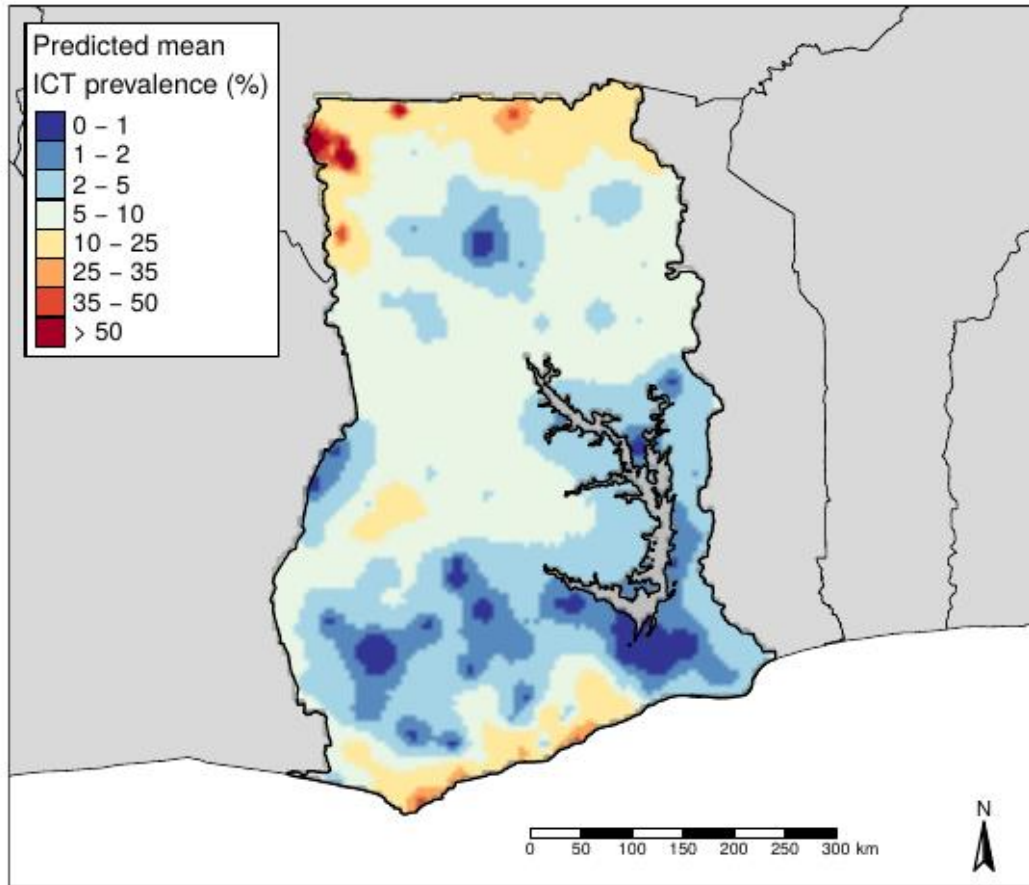 Predicted mean
ICT prevalence (%)
0 – 1
1 – 2
2 – 5
5 – 10
10 – 25
25 – 35
35 – 50
> 50
N
0 50 100 150 200 250 300 km